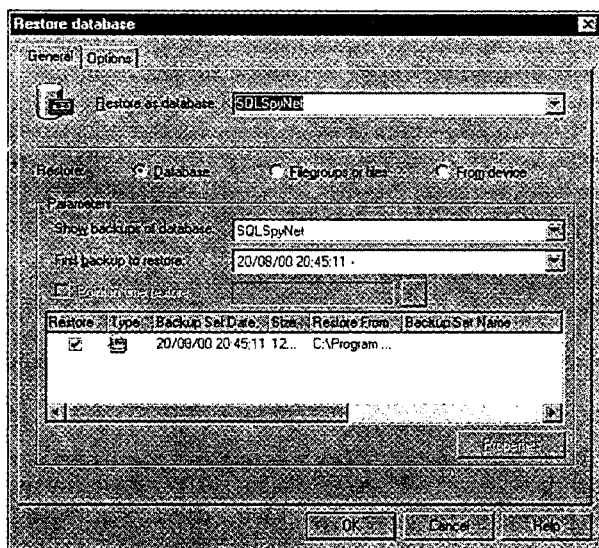 Restore database
General Options
Restore as database: SQLSpyNet
Restore: Database Filegroups or files From device
Parameters
Show backups of database: SQLSpyNet
First backup to restore: 20/08/00 20:45:11 -
Restore Type Backup Set Date Size Restore From Backup Set Name
20/08/00 20:45:11 12... C:\Program ...
Properties
OK Cancel Help